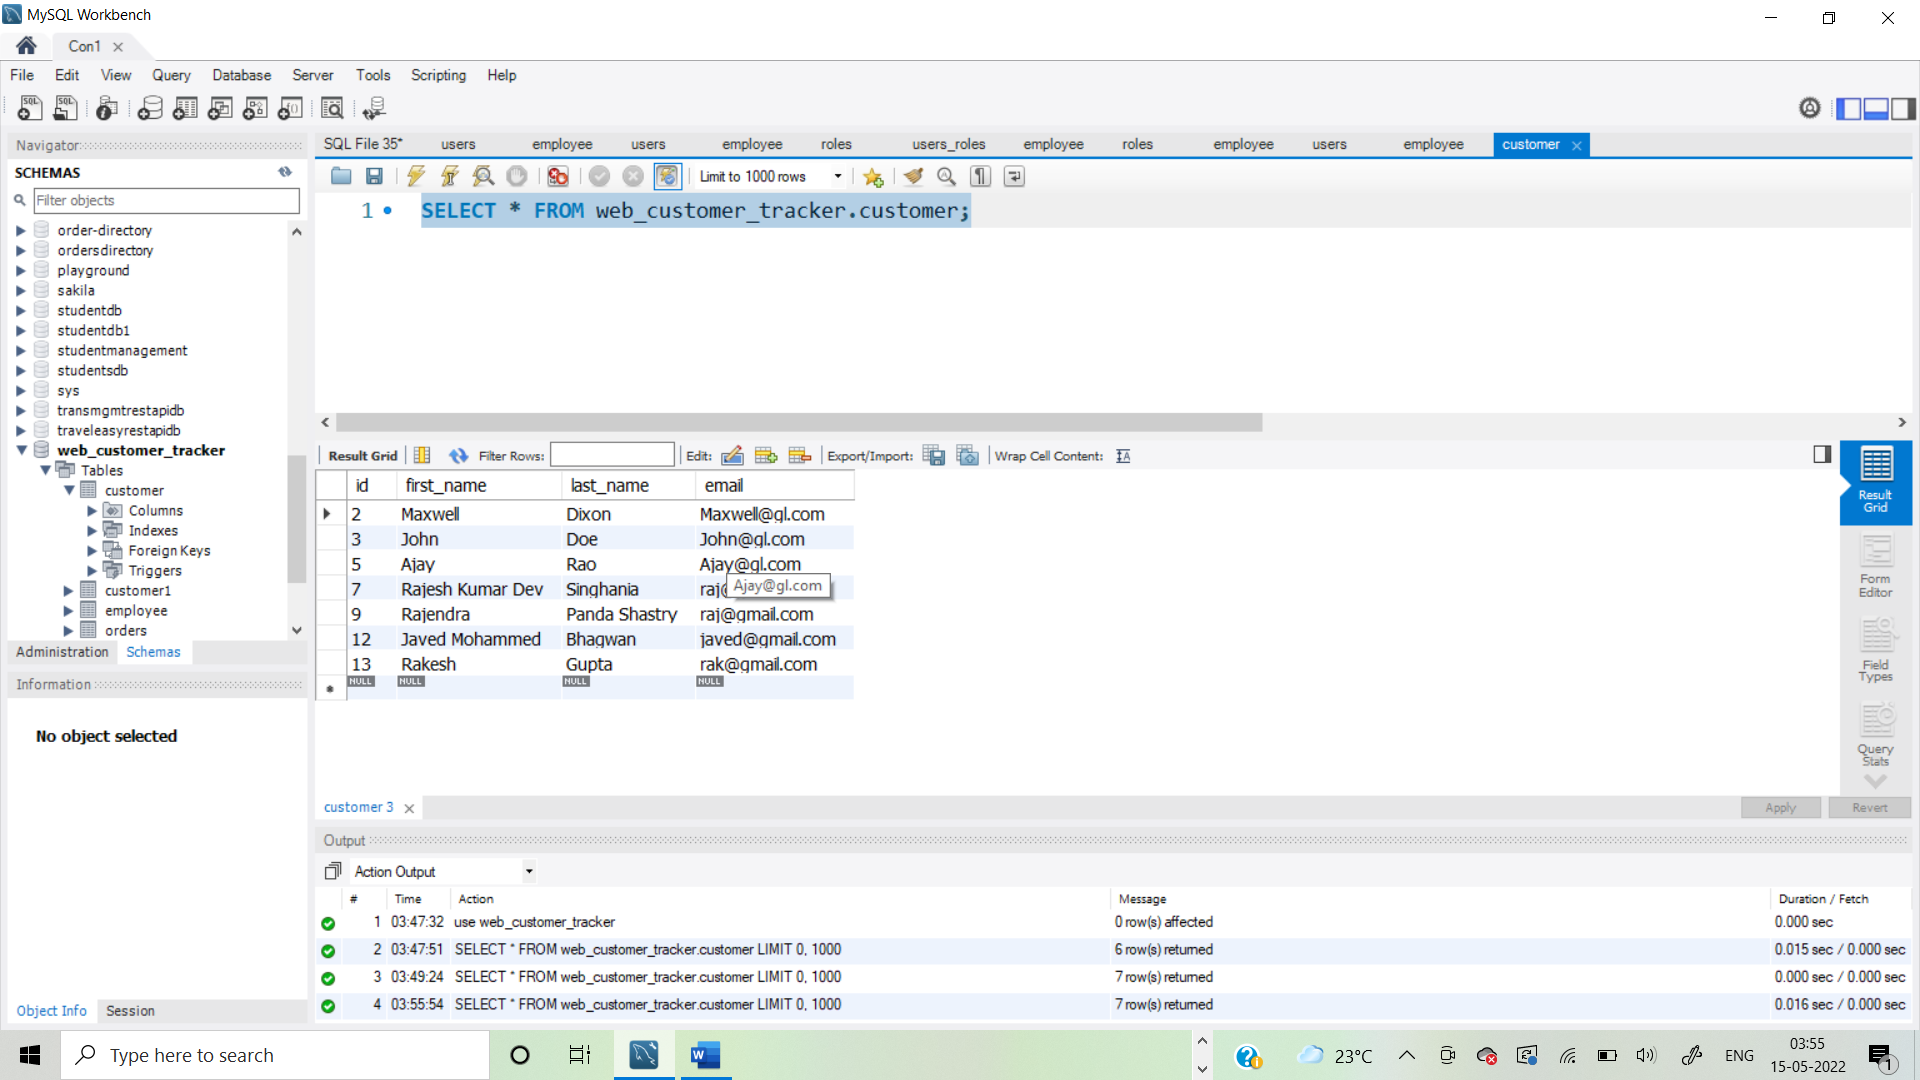 MySQL Workbench
Con1
File Edit View Query Database Server Tools Scripting Help
Navigator
SCHEMAS
Filter objects
order-directory
ordersdirectory
playground
sakila
studentdb
studentdb1
studentmanagement
studentsdb
sys
transmgmtrestapidb
traveleasyrestapidb
web_customer_tracker
Tables
customer
Columns
Indexes
Foreign Keys
Triggers
customer1
employee
orders
Administration Schemas
Information
No object selected
Object Info Session
SQL File 35* users employee users employee roles users_roles employee roles employee users employee customer
Limit to 1000 rows
1 SELECT * FROM web_customer_tracker.customer;
Result Grid Filter Rows: Edit: Export/Import: Wrap Cell Content:
id first_name last_name email
2 Maxwell Dixon Maxwell@gl.com
3 John Doe John@gl.com
5 Ajay Rao Ajay@gl.com
7 Rajesh Kumar Dev Singhania raj@
Ajay@gl.com
9 Rajendra Panda Shastry raj@gmail.com
12 Javed Mohammed Bhagwan javed@gmail.com
13 Rakesh Gupta rak@gmail.com
NULL NULL NULL NULL
Result
Grid
Form
Editor
Field
Types
Query
Stats
customer 3
Apply Revert
Output
Action Output
# Time Action Message Duration / Fetch
1 03:47:32 use web_customer_tracker 0 row(s) affected 0.000 sec
2 03:47:51 SELECT * FROM web_customer_tracker.customer LIMIT 0, 1000 6 row(s) returned 0.015 sec / 0.000 sec
3 03:49:24 SELECT * FROM web_customer_tracker.customer LIMIT 0, 1000 7 row(s) returned 0.000 sec / 0.000 sec
4 03:55:54 SELECT * FROM web_customer_tracker.customer LIMIT 0, 1000 7 row(s) returned 0.016 sec / 0.000 sec
Type here to search
23°C
ENG
03:55
15-05-2022
1